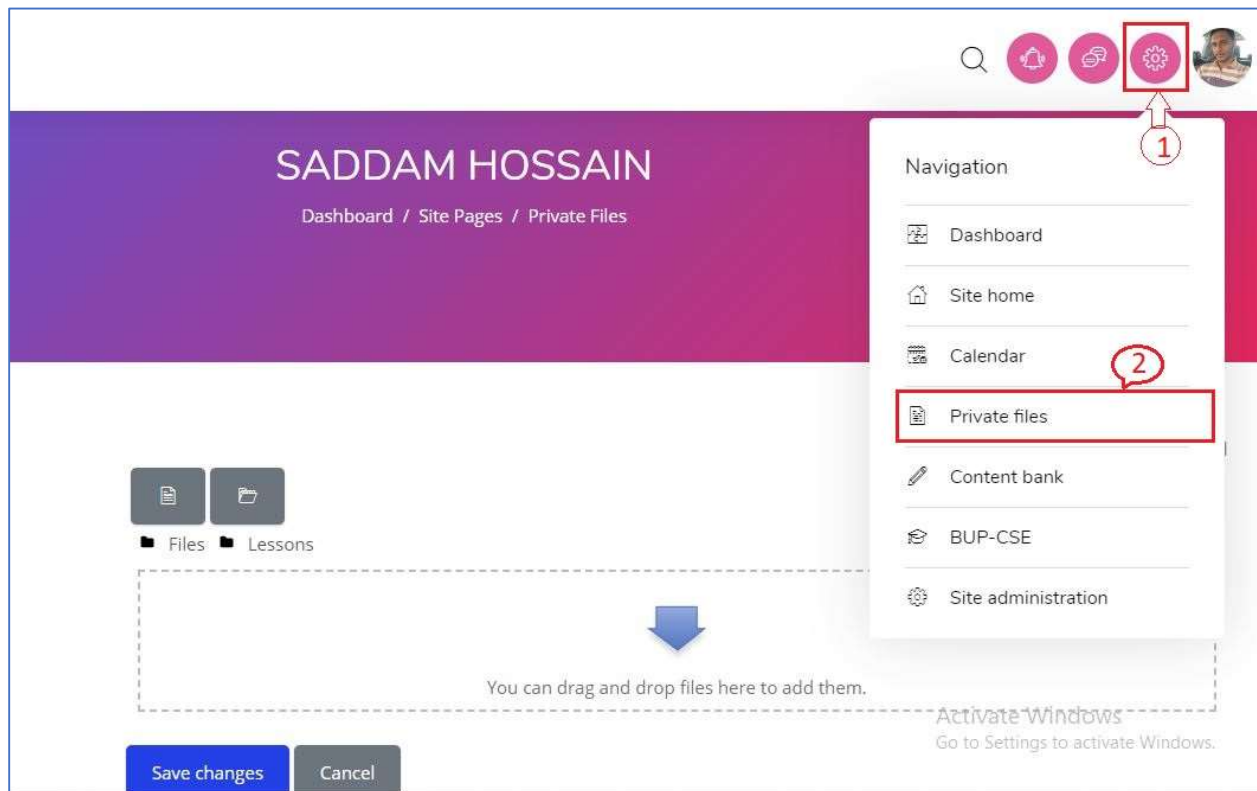 1
SADDAM HOSSAIN
Dashboard / Site Pages / Private Files
Navigation
Dashboard
Site home
Calendar
2
Private files
Content bank
BUP-CSE
Site administration
Files Lessons
You can drag and drop files here to add them.
Activate Windows
Go to Settings to activate Windows.
Save changes Cancel